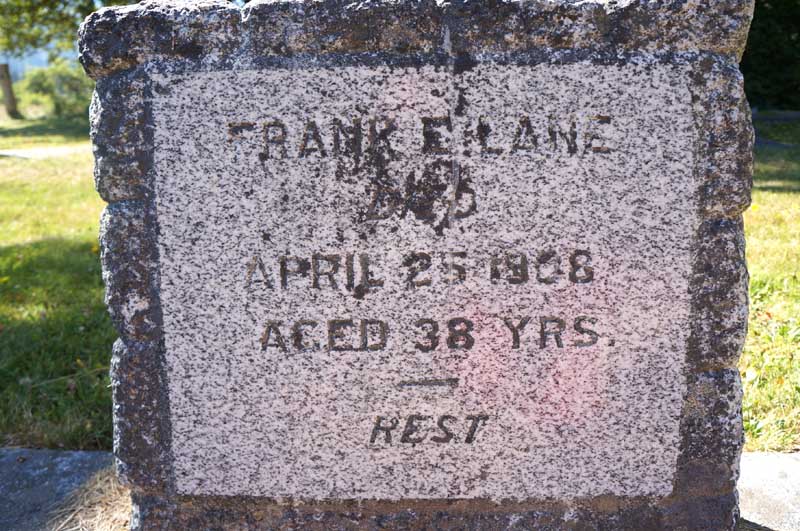 FRANK E. LANE
DIED
APRIL 25 1908
AGED 38 YRS.
REST